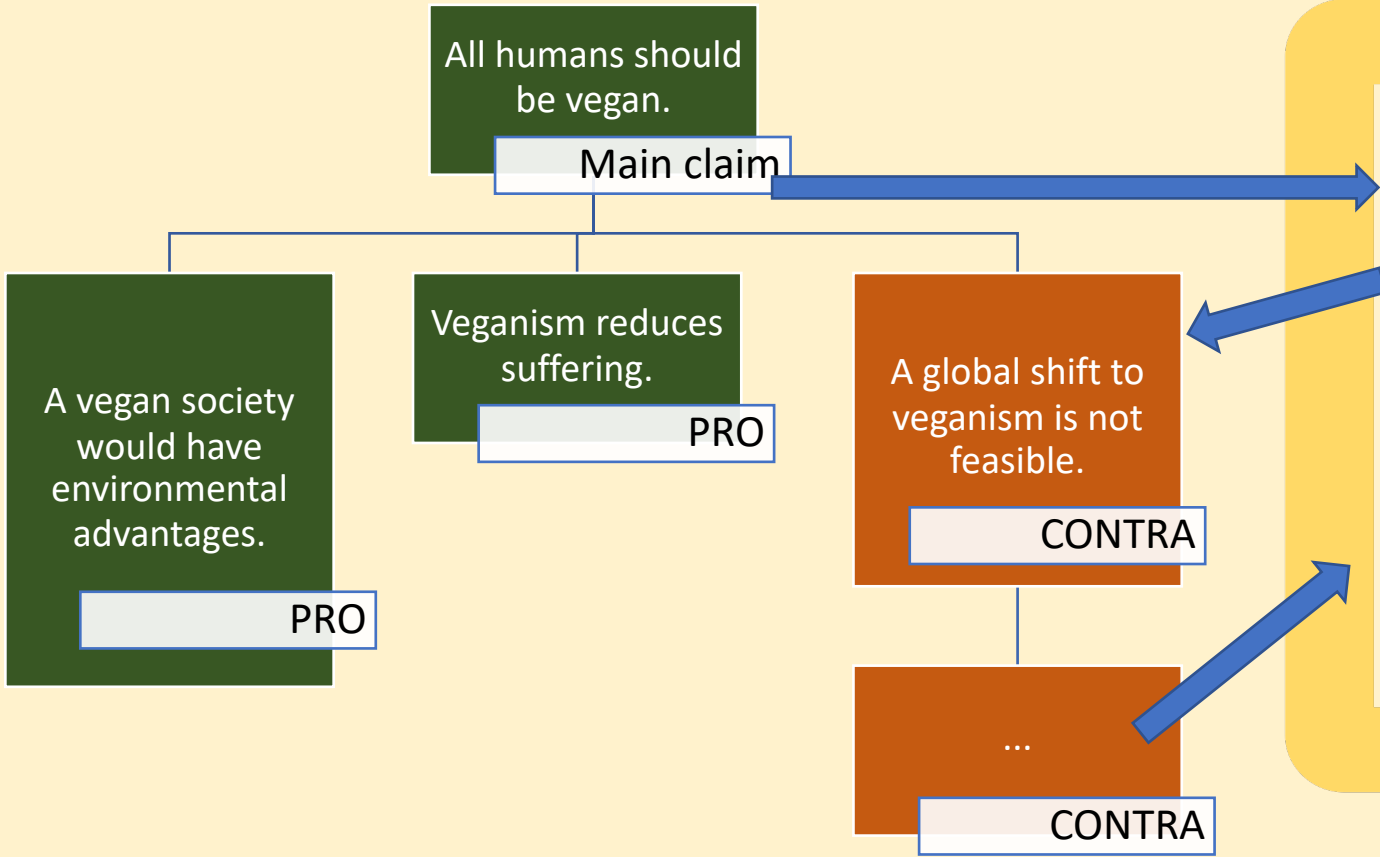 All humans should
be vegan.
Main claim
A vegan society
would have
environmental
advantages.
PRO
Veganism reduces
suffering.
PRO
A global shift to
veganism is not
feasible.
CONTRA
...
CONTRA